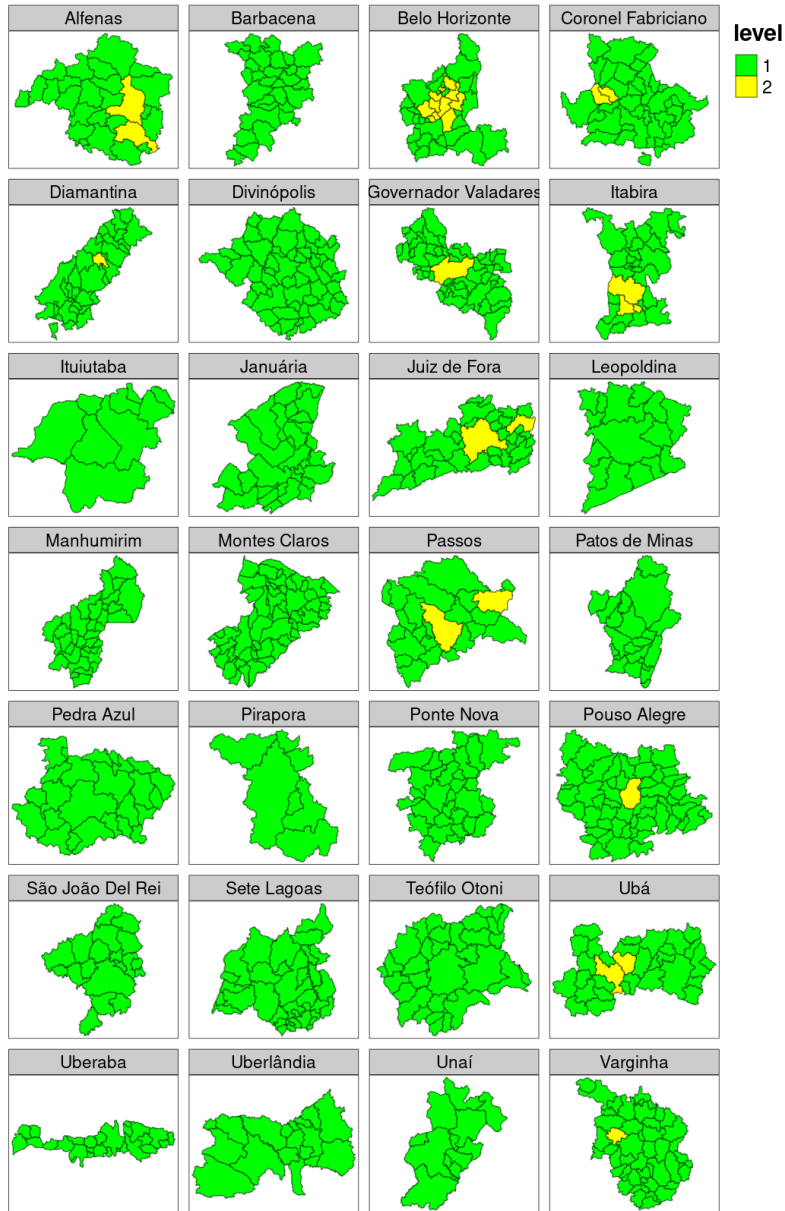 Alfenas
Barbacena
Belo Horizonte
Coronel Fabriciano
level
1
2
Diamantina
Divinópolis
Governador Valadares
Itabira
Ituiutaba
Januária
Juiz de Fora
Leopoldina
Manhumirim
Montes Claros
Passos
Patos de Minas
Pedra Azul
Pirapora
Ponte Nova
Pouso Alegre
São João Del Rei
Sete Lagoas
Teófilo Otoni
Ubá
Uberaba
Uberlândia
Unaí
Varginha